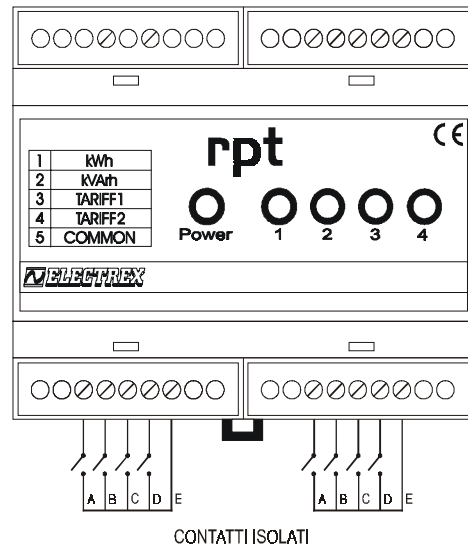 rpt
CE
1 kWh
2 kVArh
3 TARIFF1
4 TARIFF2
5 COMMON
Power 1 2 3 4
ELECTREX
A B C D E A B C D E
CONTATTI ISOLATI